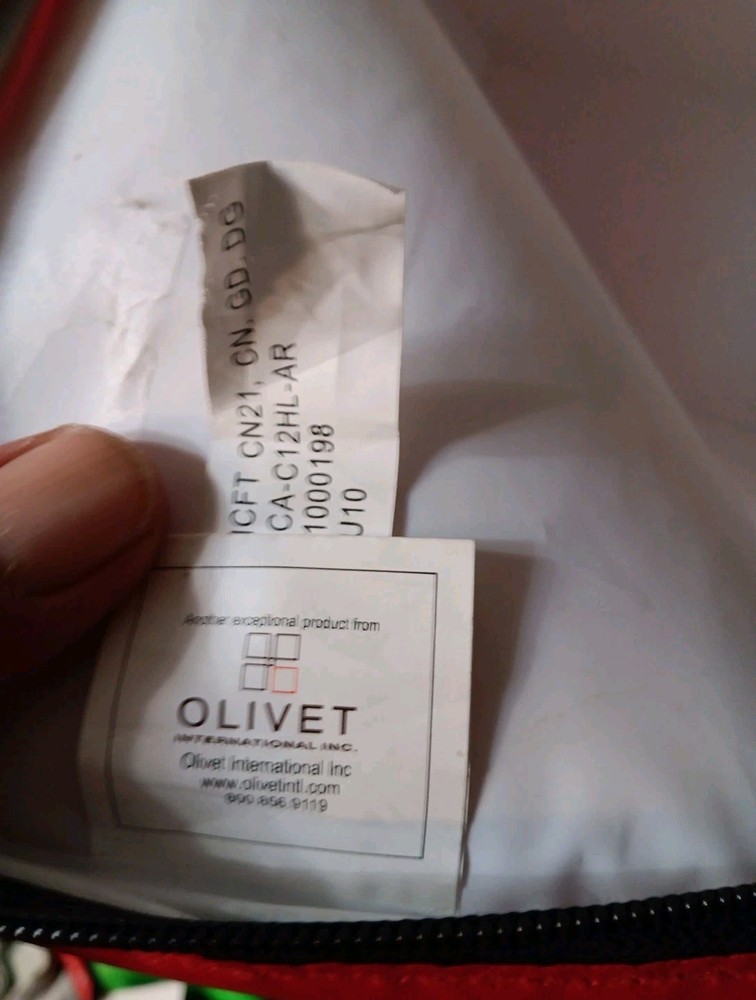 ICFT CN21, CN. GD. DG
CA-C12HL-AR
1000198
J10
Another exceptional product from
OLIVET
INTERNATIONAL INC.
Olivet International Inc
www.olivetintl.com
800.856.9119